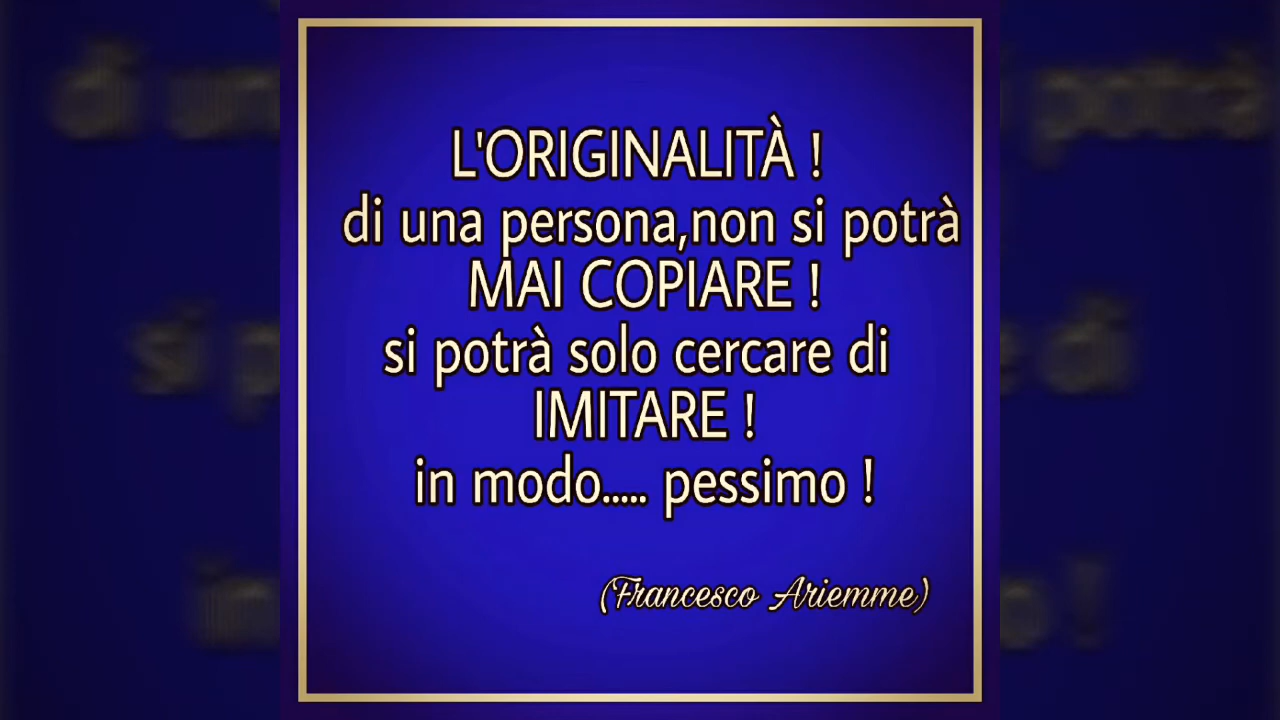 L'ORIGINALITÀ !
di una persona,non si potrà
MAI COPIARE !
si potrà solo cercare di
IMITARE !
in modo..... pessimo !
(Francesco Ariemme)